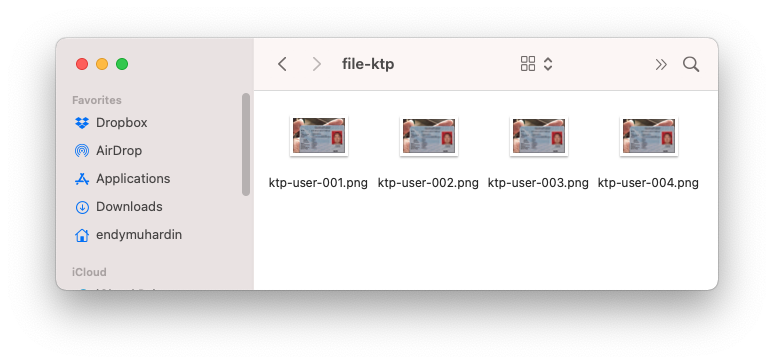 file-ktp
Favorites
Dropbox
AirDrop
Applications
Downloads
endymuhardin
iCloud
ktp-user-001.png
ktp-user-002.png
ktp-user-003.png
ktp-user-004.png